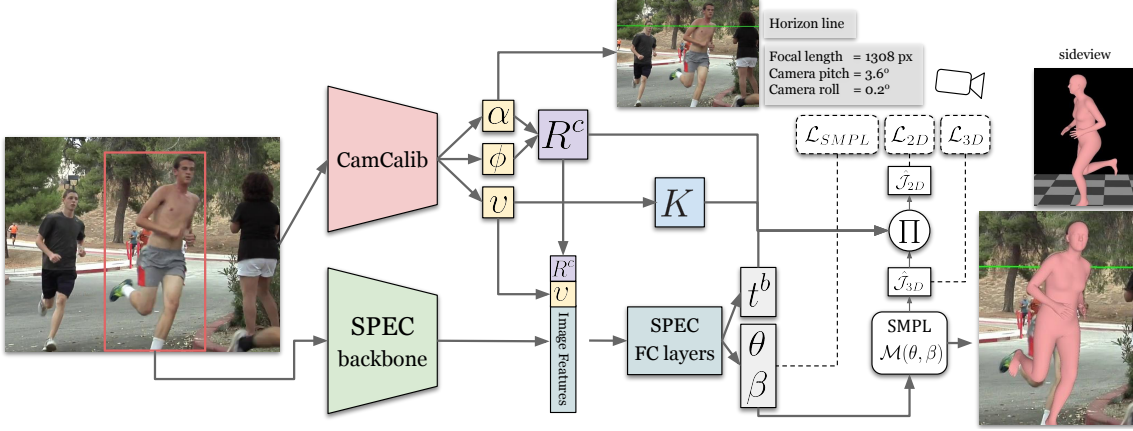 Horizon line
Focal length = 1308 px
Camera pitch = 3.6°
Camera roll = 0.2°
sideview
CamCalib
α
ϕ
υ
R^c
K
ℒ_SMPL
ℒ_2D
ℒ_3D
Ĵ_2D
Π
Ĵ_3D
SPEC
backbone
R^c
υ
Image Features
SPEC
FC layers
t^b
θ
β
SMPL
ℳ(θ, β)